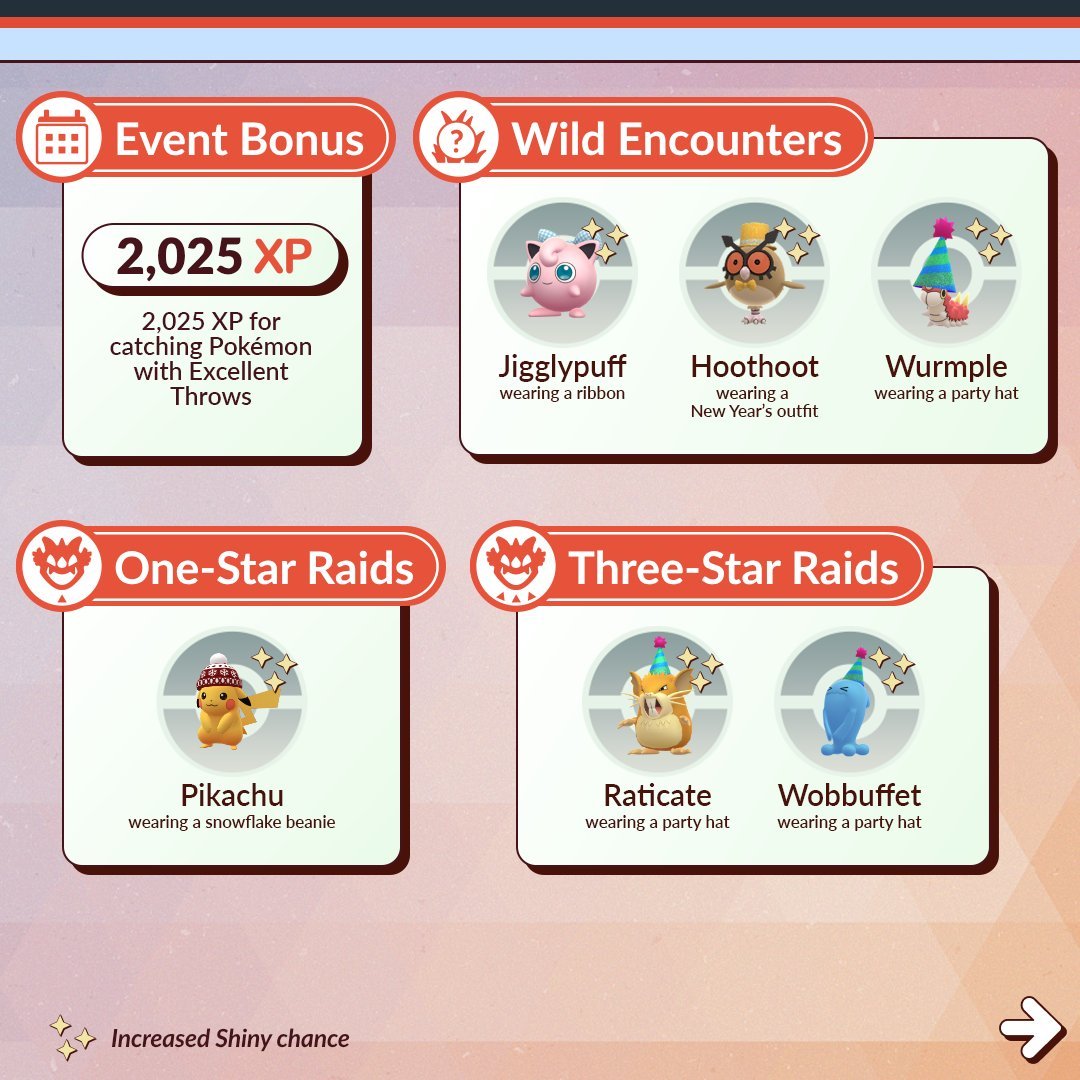 Event Bonus
2,025 XP
2,025 XP for
catching Pokémon
with Excellent
Throws
Wild Encounters
?
Jigglypuff
wearing a ribbon
Hoothoot
wearing a
New Year's outfit
Wurmple
wearing a party hat
One-Star Raids
Pikachu
wearing a snowflake beanie
Three-Star Raids
Raticate
wearing a party hat
Wobbuffet
wearing a party hat
Increased Shiny chance